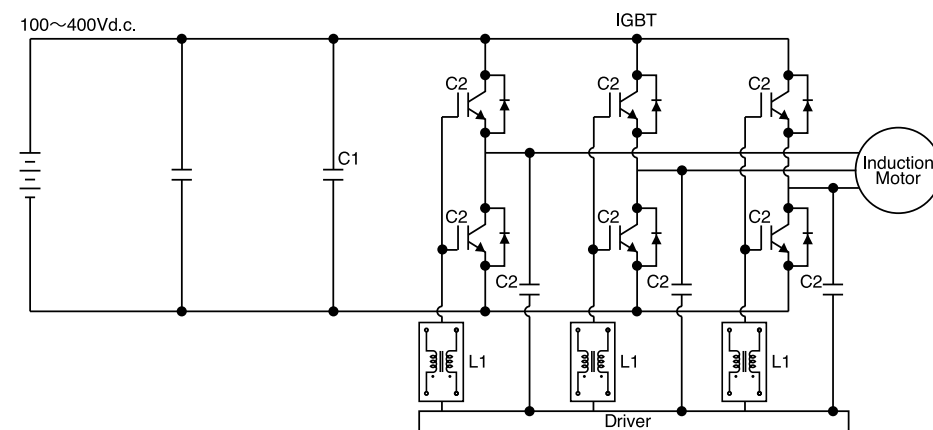 100～400Vd.c.
IGBT
C2
C2
C2
C1
Induction
Motor
C2
C2
C2
C2
C2
C2
L1
L1
L1
Driver